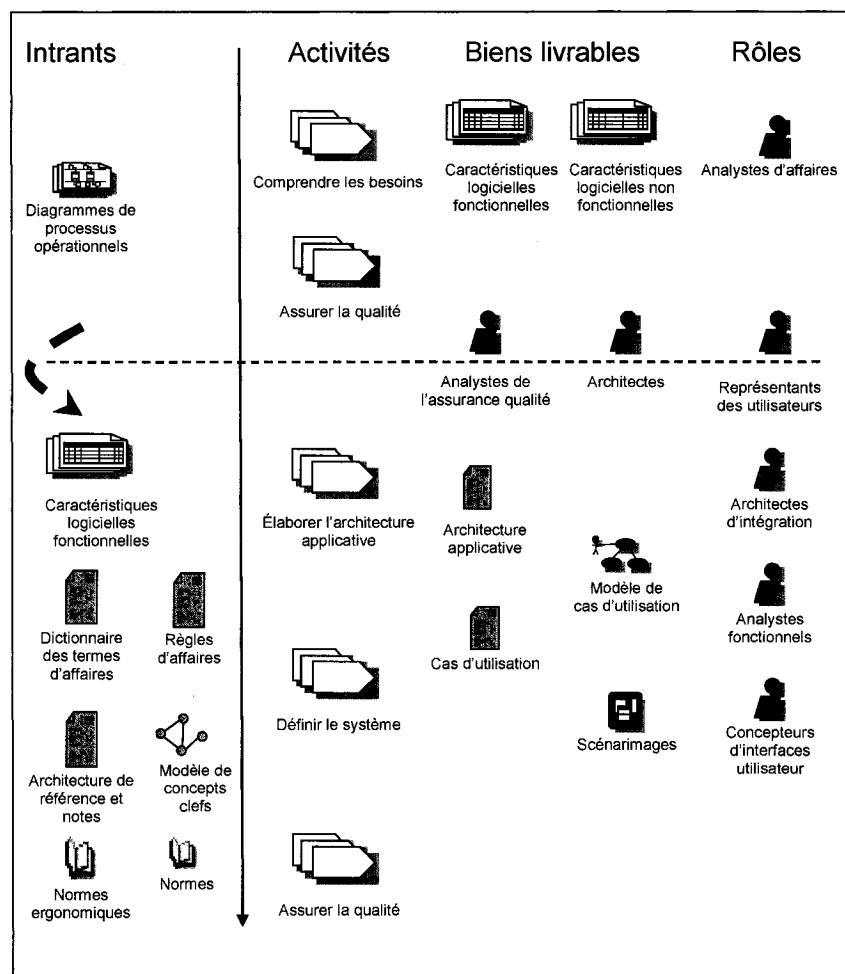 Intrants
Activités
Biens livrables
Rôles
Diagrammes de
processus
opérationnels
Comprendre les besoins
Caractéristiques
logicielles
fonctionnelles
Caractéristiques
logicielles non
fonctionnelles
Analystes d'affaires
Assurer la qualité
Analystes de
l'assurance qualité
Architectes
Représentants
des utilisateurs
Caractéristiques
logicielles
fonctionnelles
Élaborer l'architecture
applicative
Architecture
applicative
Modèle de
cas d'utilisation
Architectes
d'intégration
Dictionnaire
des termes
d'affaires
Règles
d'affaires
Cas d'utilisation
Analystes
fonctionnels
Définir le système
Scénarimages
Concepteurs
d'interfaces
utilisateur
Architecture de
référence et
notes
Modèle de
concepts
clefs
Normes
ergonomiques
Normes
Assurer la qualité